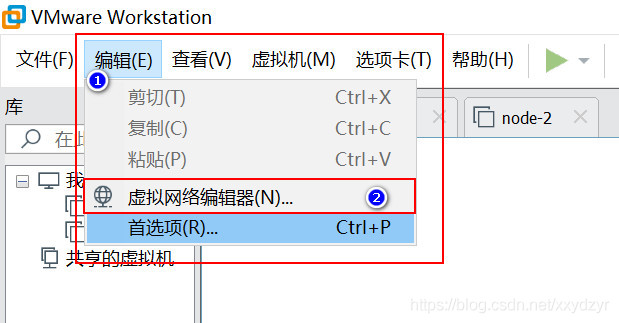 VMware Workstation
文件(F) 编辑(E) 查看(V) 虚拟机(M) 选项卡(T) 帮助(H)
1
库
剪切(T) Ctrl+X
node-2
在此
复制(C) Ctrl+C
粘贴(P) Ctrl+V
我
虚拟网络编辑器(N)... 2
首选项(R)... Ctrl+P
共享的虚拟机
https://blog.csdn.net/xxydzyr